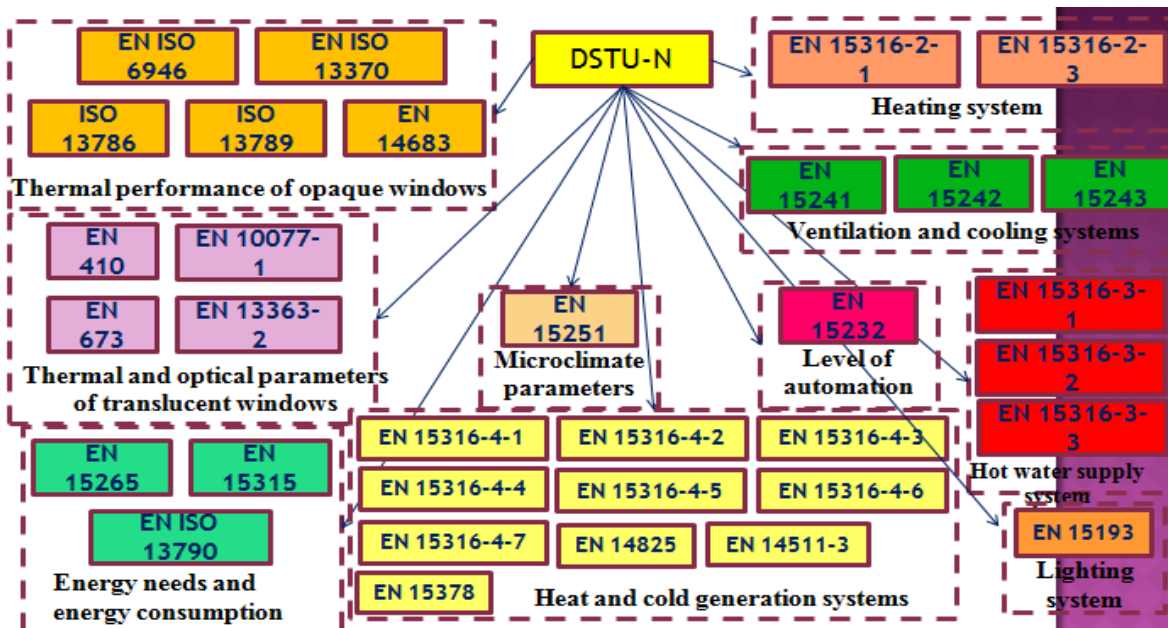 EN ISO
6946
EN ISO
13370
ISO
13786
ISO
13789
EN
14683
Thermal performance of opaque windows
DSTU-N
EN 15316-2-
1
EN 15316-2-
3
Heating system
EN
15241
EN
15242
EN
15243
Ventilation and cooling systems
EN
410
EN 10077-
1
EN
673
EN 13363-
2
Thermal and optical parameters
of translucent windows
EN
15251
Microclimate
parameters
EN
15232
Level of
automation
EN 15316-3-
1
EN 15316-3-
2
EN 15316-3-
3
Hot water supply
system
EN
15265
EN
15315
EN ISO
13790
Energy needs and
energy consumption
EN 15316-4-1
EN 15316-4-2
EN 15316-4-3
EN 15316-4-4
EN 15316-4-5
EN 15316-4-6
EN 15316-4-7
EN 14825
EN 14511-3
EN 15378
Heat and cold generation systems
EN 15193
Lighting
system